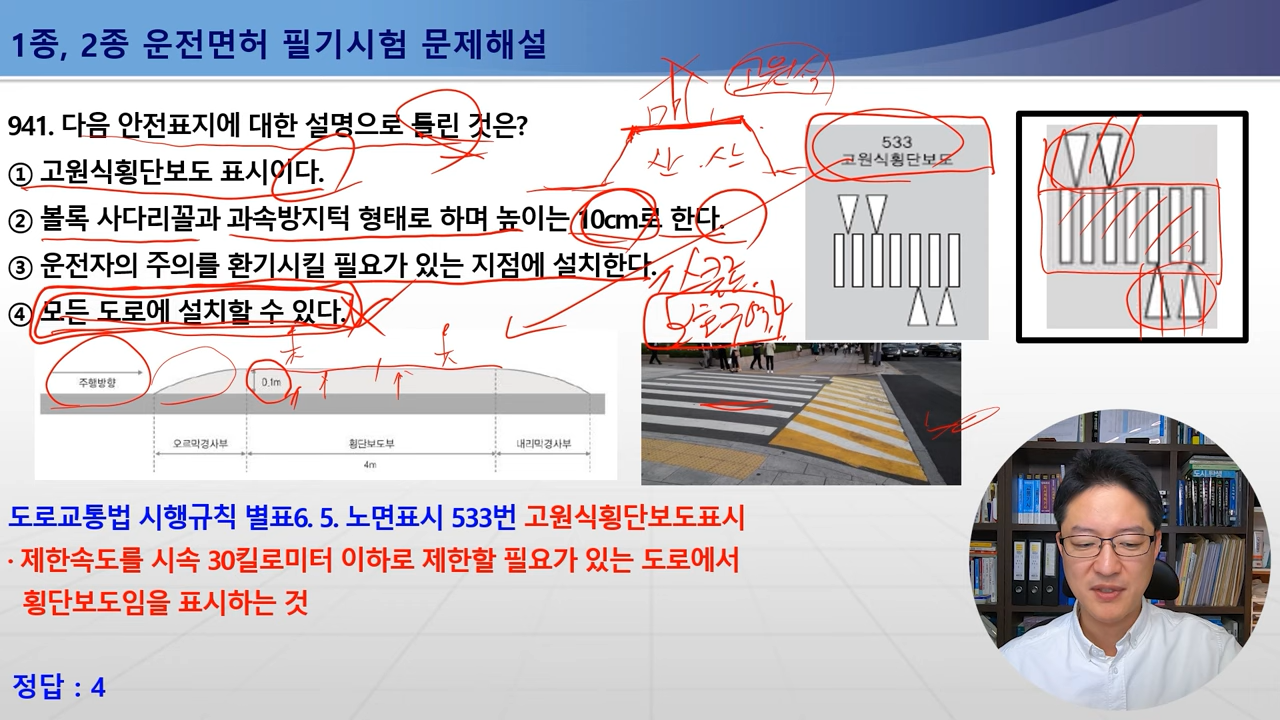 1종, 2종 운전면허 필기시험 문제해설
941. 다음 안전표지에 대한 설명으로 틀린 것은?
① 고원식횡단보도 표시이다.
② 볼록 사다리꼴과 과속방지턱 형태로 하며 높이는 10cm로 한다.
③ 운전자의 주의를 환기시킬 필요가 있는 지점에 설치한다.
④ 모든 도로에 설치할 수 있다.
고원식
533
고원식횡단보도
보호구역
주행방향
0.1m
오르막경사부
횡단보도부
내리막경사부
4m
도로교통법 시행규칙 별표6. 5. 노면표시 533번 고원식횡단보도표시
· 제한속도를 시속 30킬로미터 이하로 제한할 필요가 있는 도로에서
횡단보도임을 표시하는 것
정답 : 4